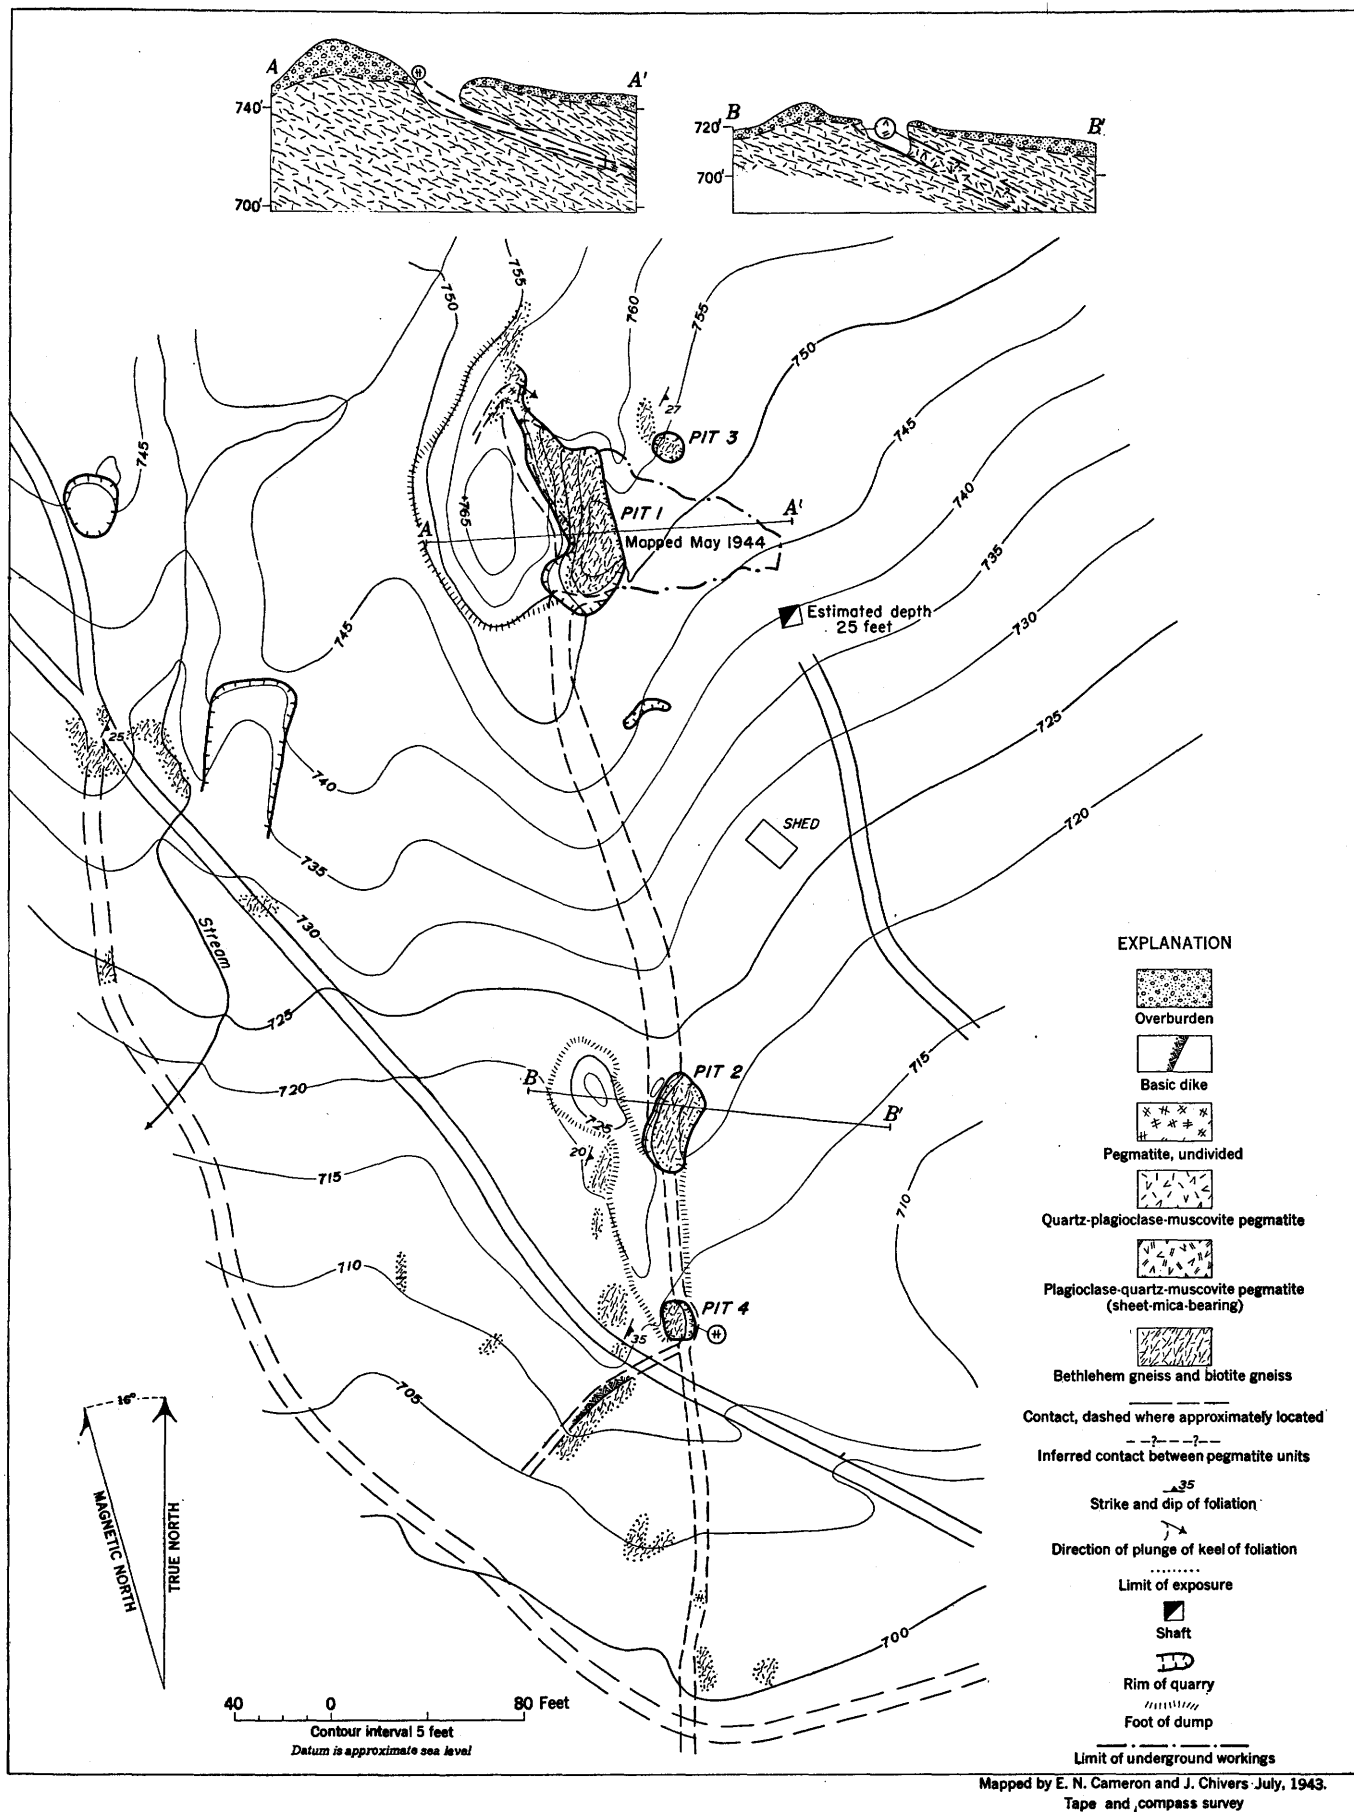 A
A'
740'
700'
B
B'
720'
700'
755
750
760
755
750
745
745
740
735
730
725
720
27
PIT 3
+765
PIT 1
A
A'
Mapped May 1944
Estimated depth
25 feet
745
25
740
735
730
SHED
Stream
725
720
715
710
PIT 2
B
B'
725
20
715
710
PIT 4
35
705
700
16°
MAGNETIC NORTH
TRUE NORTH
40 0 80 Feet
Contour interval 5 feet
Datum is approximate sea level
EXPLANATION
Overburden
Basic dike
Pegmatite, undivided
Quartz-plagioclase-muscovite pegmatite
Plagioclase-quartz-muscovite pegmatite
(sheet-mica-bearing)
Bethlehem gneiss and biotite gneiss
Contact, dashed where approximately located
—?——?—
Inferred contact between pegmatite units
35
Strike and dip of foliation
Direction of plunge of keel of foliation
Limit of exposure
Shaft
Rim of quarry
Foot of dump
Limit of underground workings
Mapped by E. N. Cameron and J. Chivers July, 1943.
Tape and compass survey